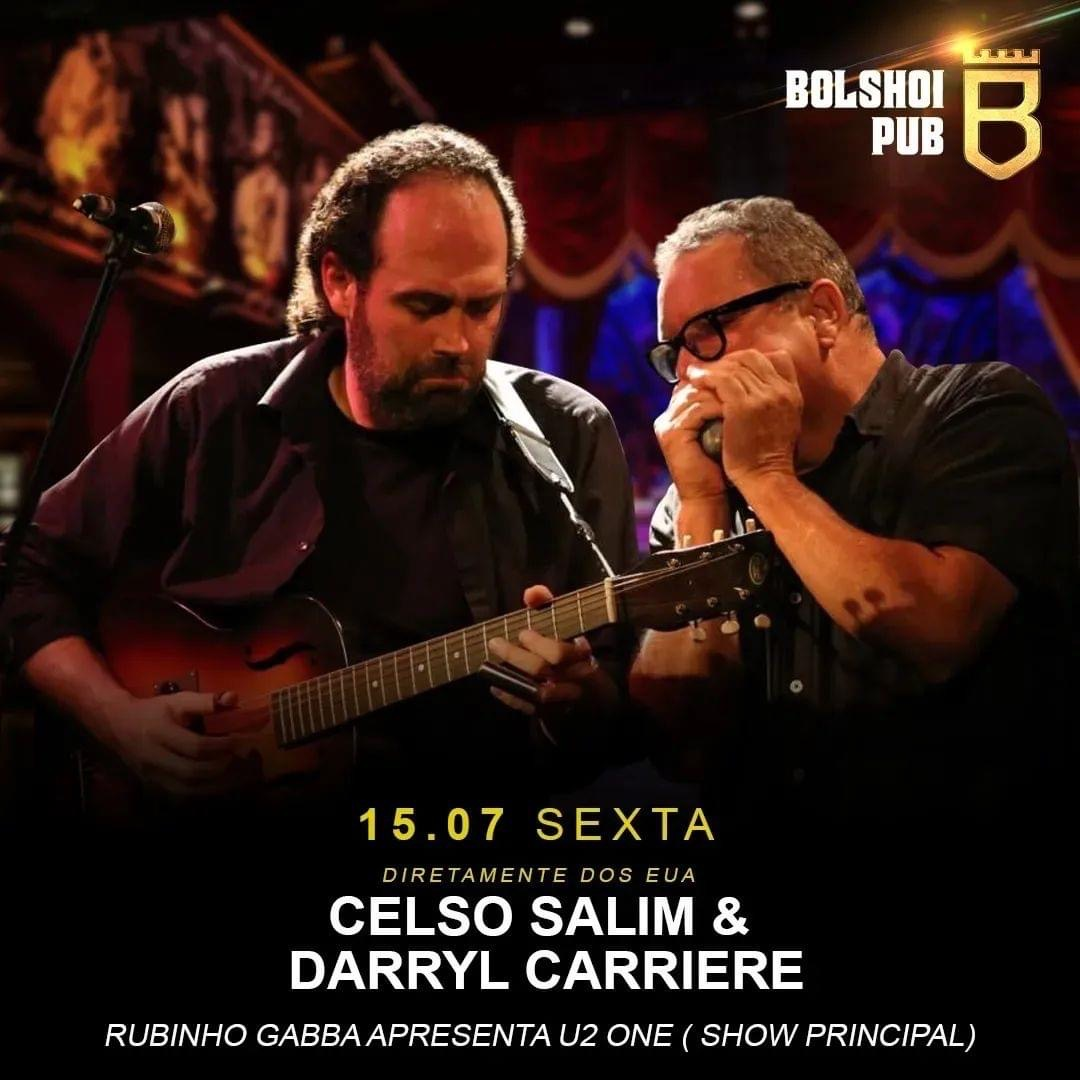 BOLSHOI
PUB
B
15.07 SEXTA
DIRETAMENTE DOS EUA
CELSO SALIM &
DARRYL CARRIERE
RUBINHO GABBA APRESENTA U2 ONE ( SHOW PRINCIPAL)